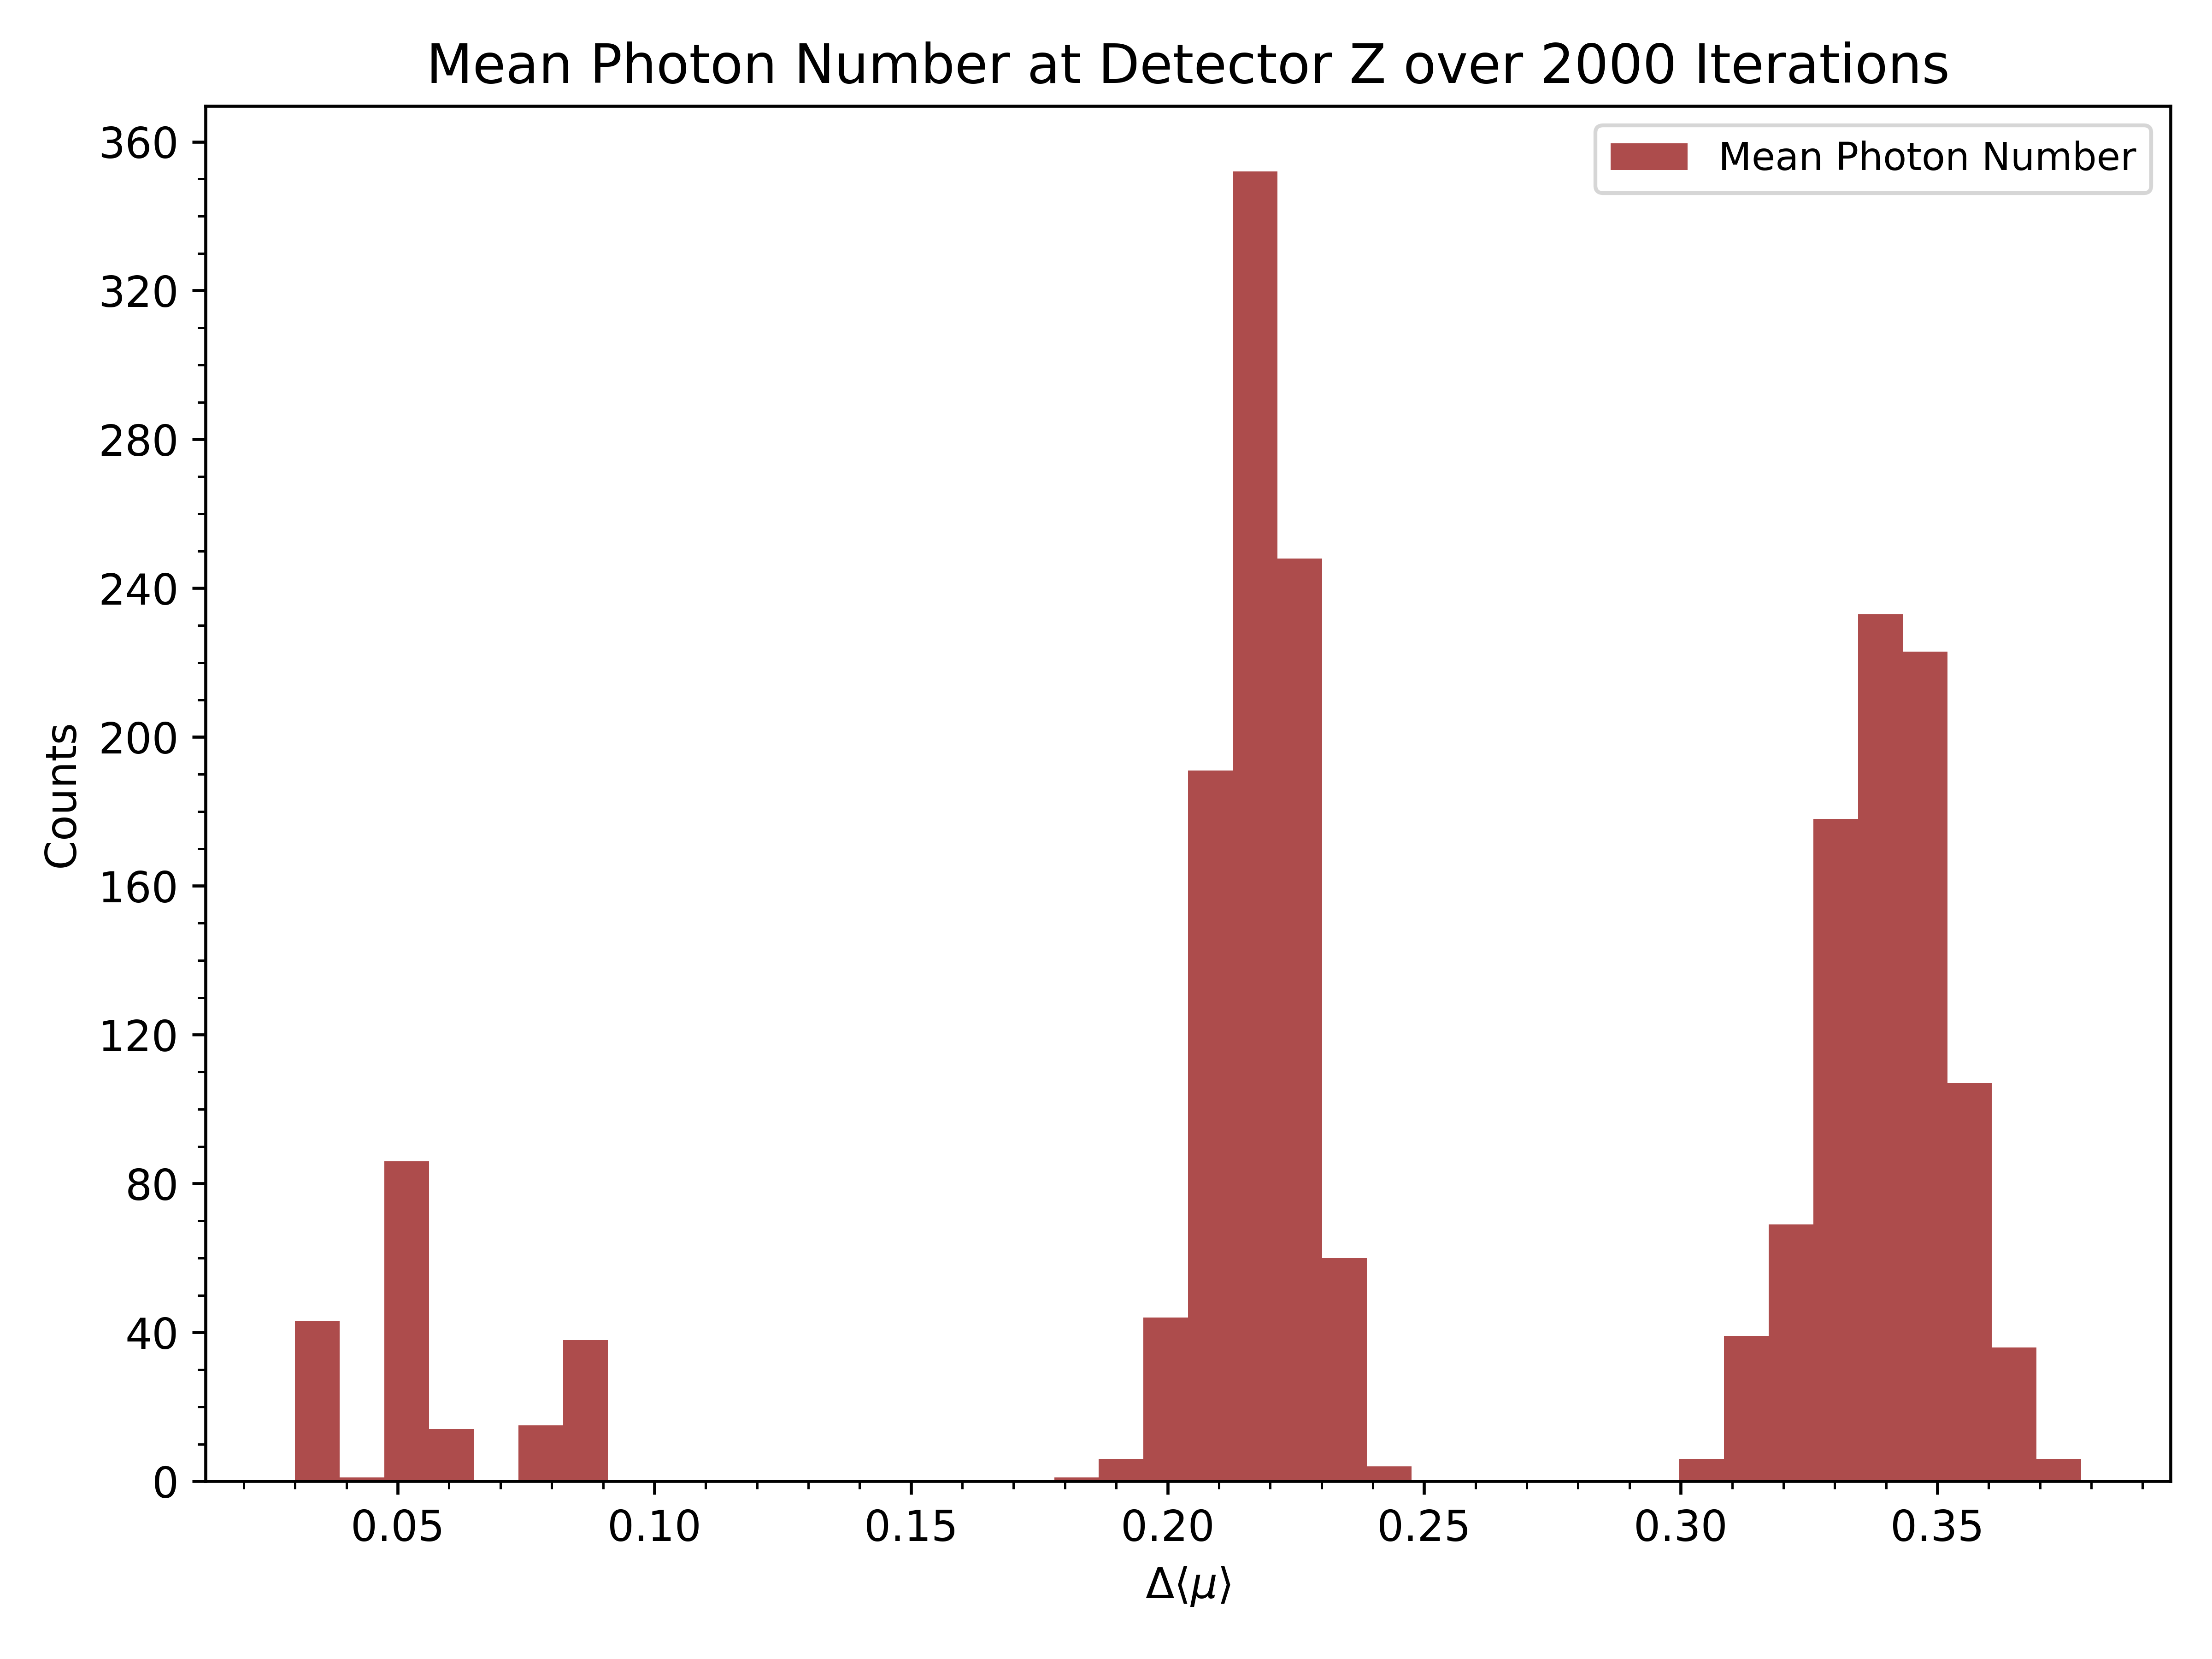 Mean Photon Number at Detector Z over 2000 Iterations
Mean Photon Number
360
320
280
240
200
160
120
80
40
0
Counts
0.05 0.10 0.15 0.20 0.25 0.30 0.35
Δ⟨μ⟩